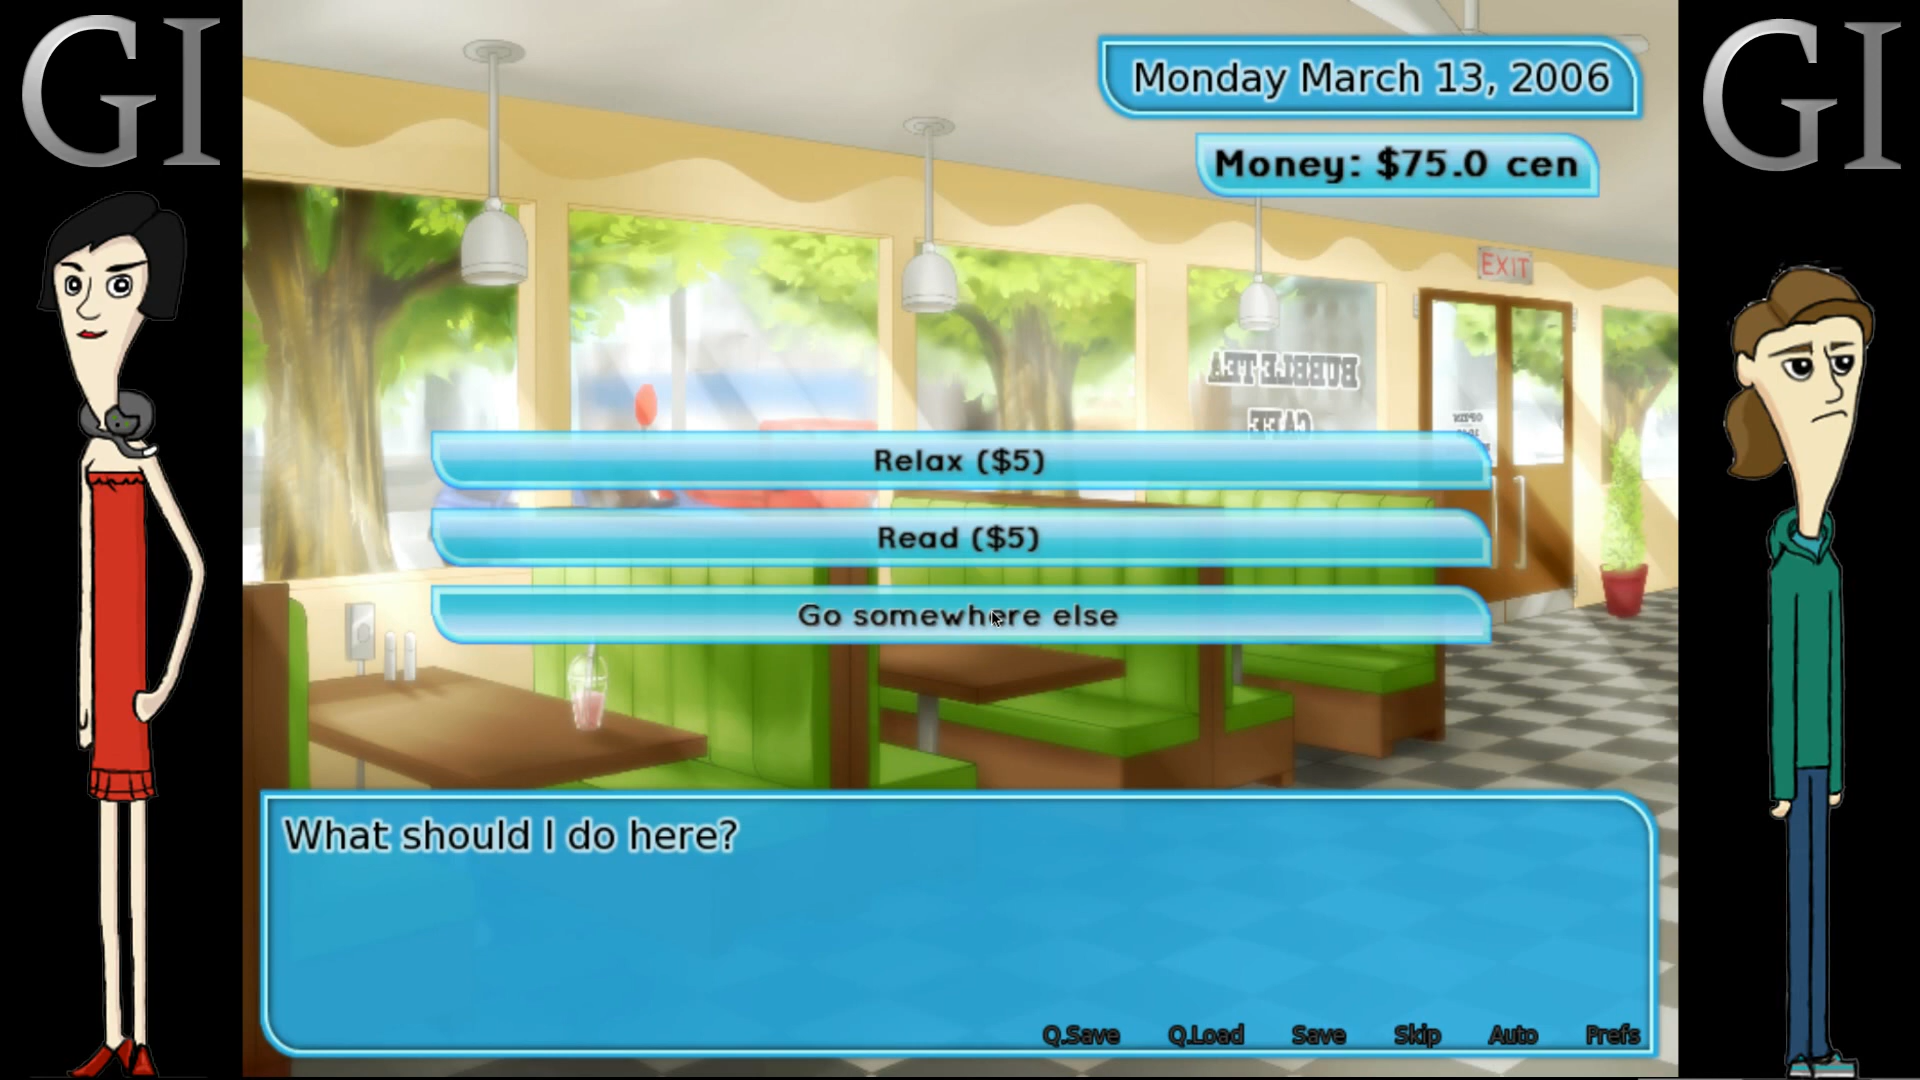 GI
GI
Monday March 13, 2006
Money: $75.0 cen
EXIT
BUBBLE TEA
CAFE
OPEN
Relax ($5)
Read ($5)
Go somewhere else
What should I do here?
Q.Save Q.Load Save Skip Auto Prefs